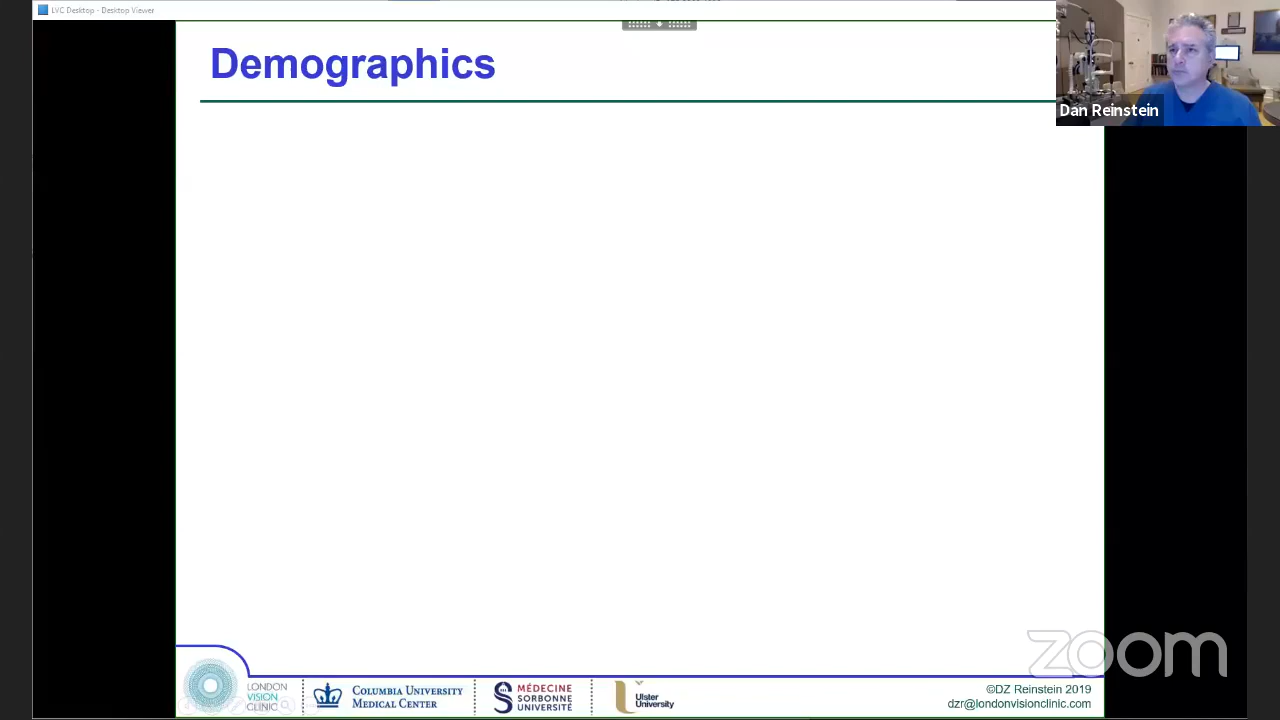 LVC Desktop - Desktop Viewer
Demographics
Dan Reinstein
zoom
LONDON
VISION
CLINIC
COLUMBIA UNIVERSITY
MEDICAL CENTER
MÉDECINE
SORBONNE
UNIVERSITÉ
Ulster
University
©DZ Reinstein 2019
dzr@londonvisionclinic.com